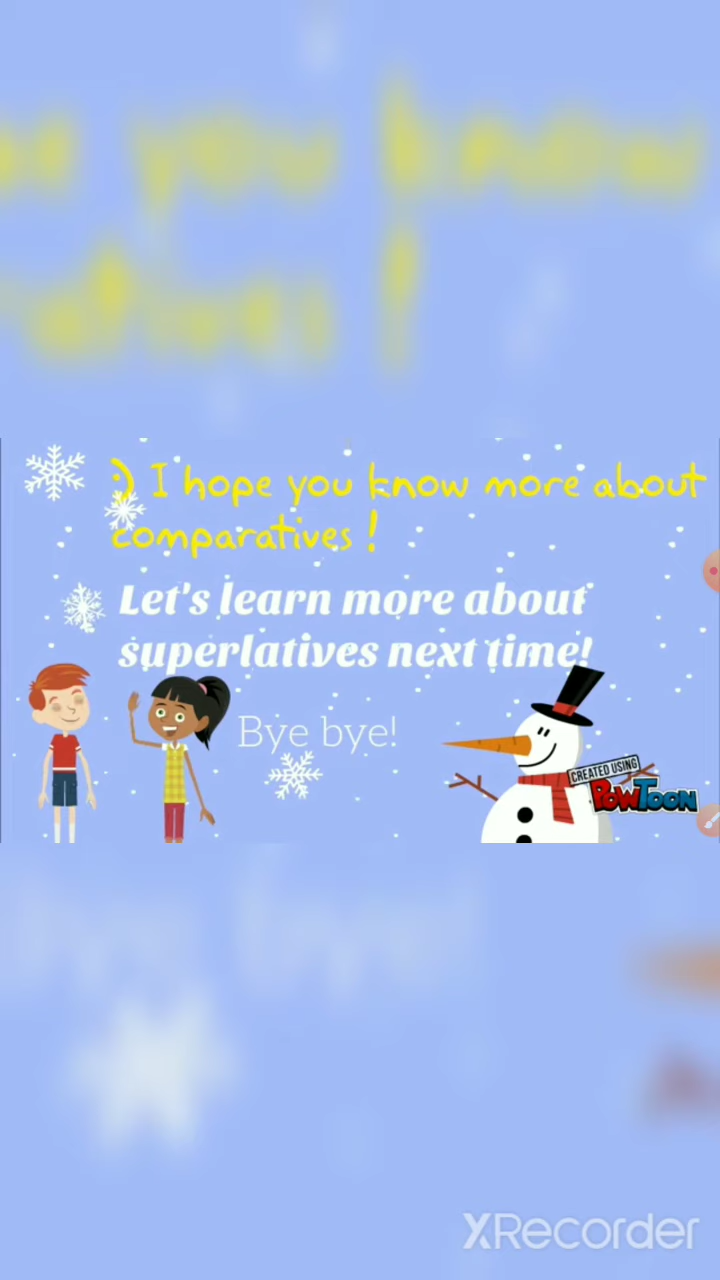 :) I hope you know more about
comparatives !
Let's learn more about
superlatives next time!
Bye bye!
CREATED USING
POWTOON
XRecorder